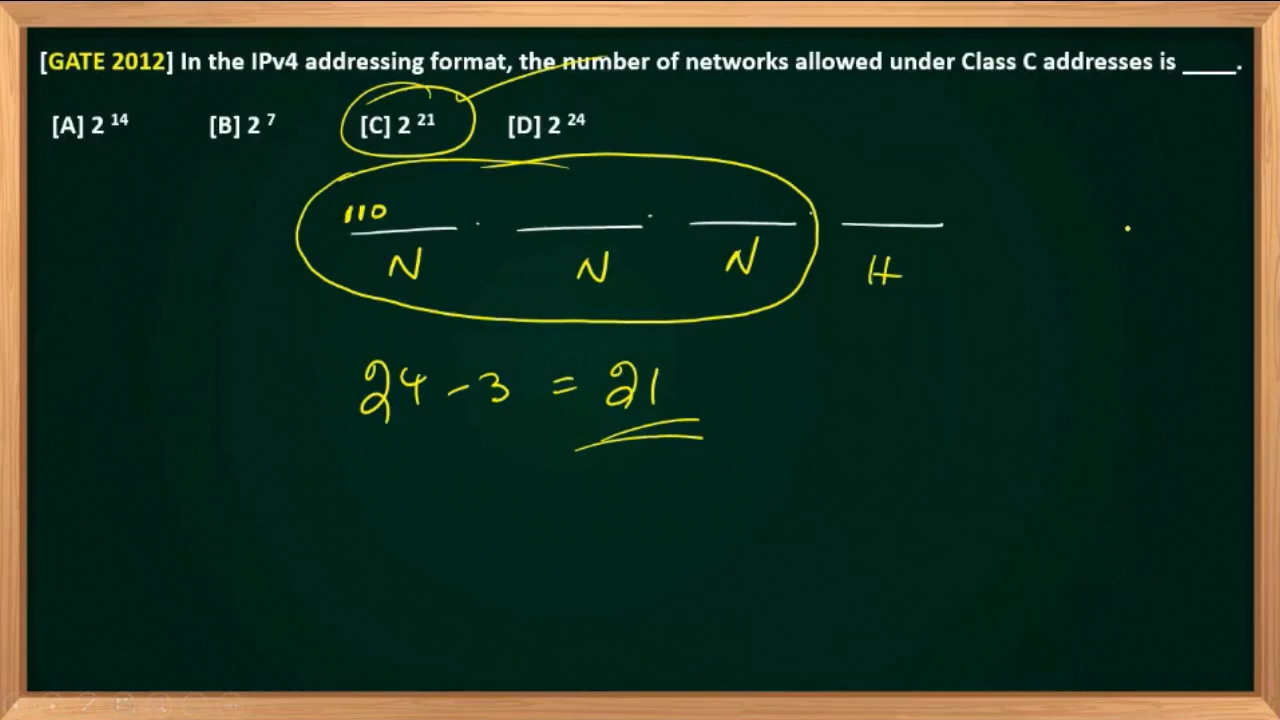 [GATE 2012] In the IPv4 addressing format, the number of networks allowed under Class C addresses is ____.
[A] 2 14 [B] 2 7 [C] 2 21 [D] 2 24
110
N N N H
24 - 3 = 21